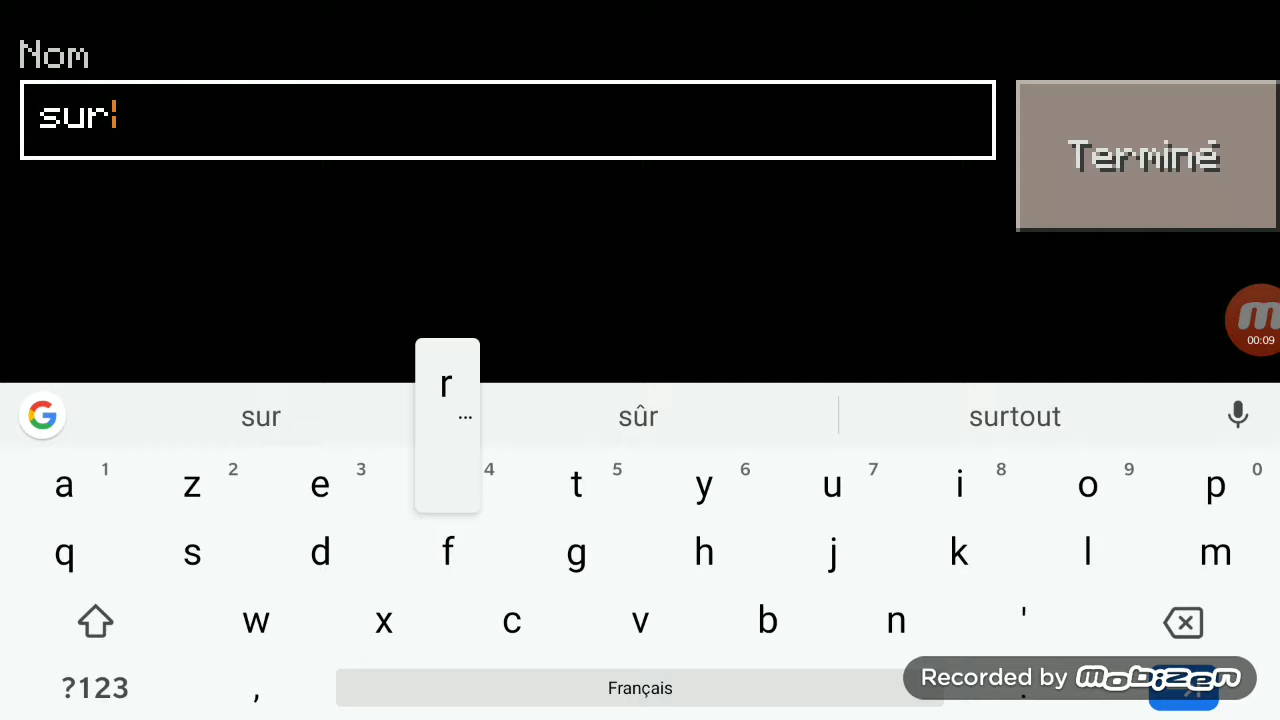 Nom
sur
Terminé
m
00:09
r
...
G sur sûr surtout
a 1 z 2 e 3 4 t 5 y 6 u 7 i 8 o 9 p 0
q s d f g h j k l m
w x c v b n '
?123 , Français .
Recorded by mobizen